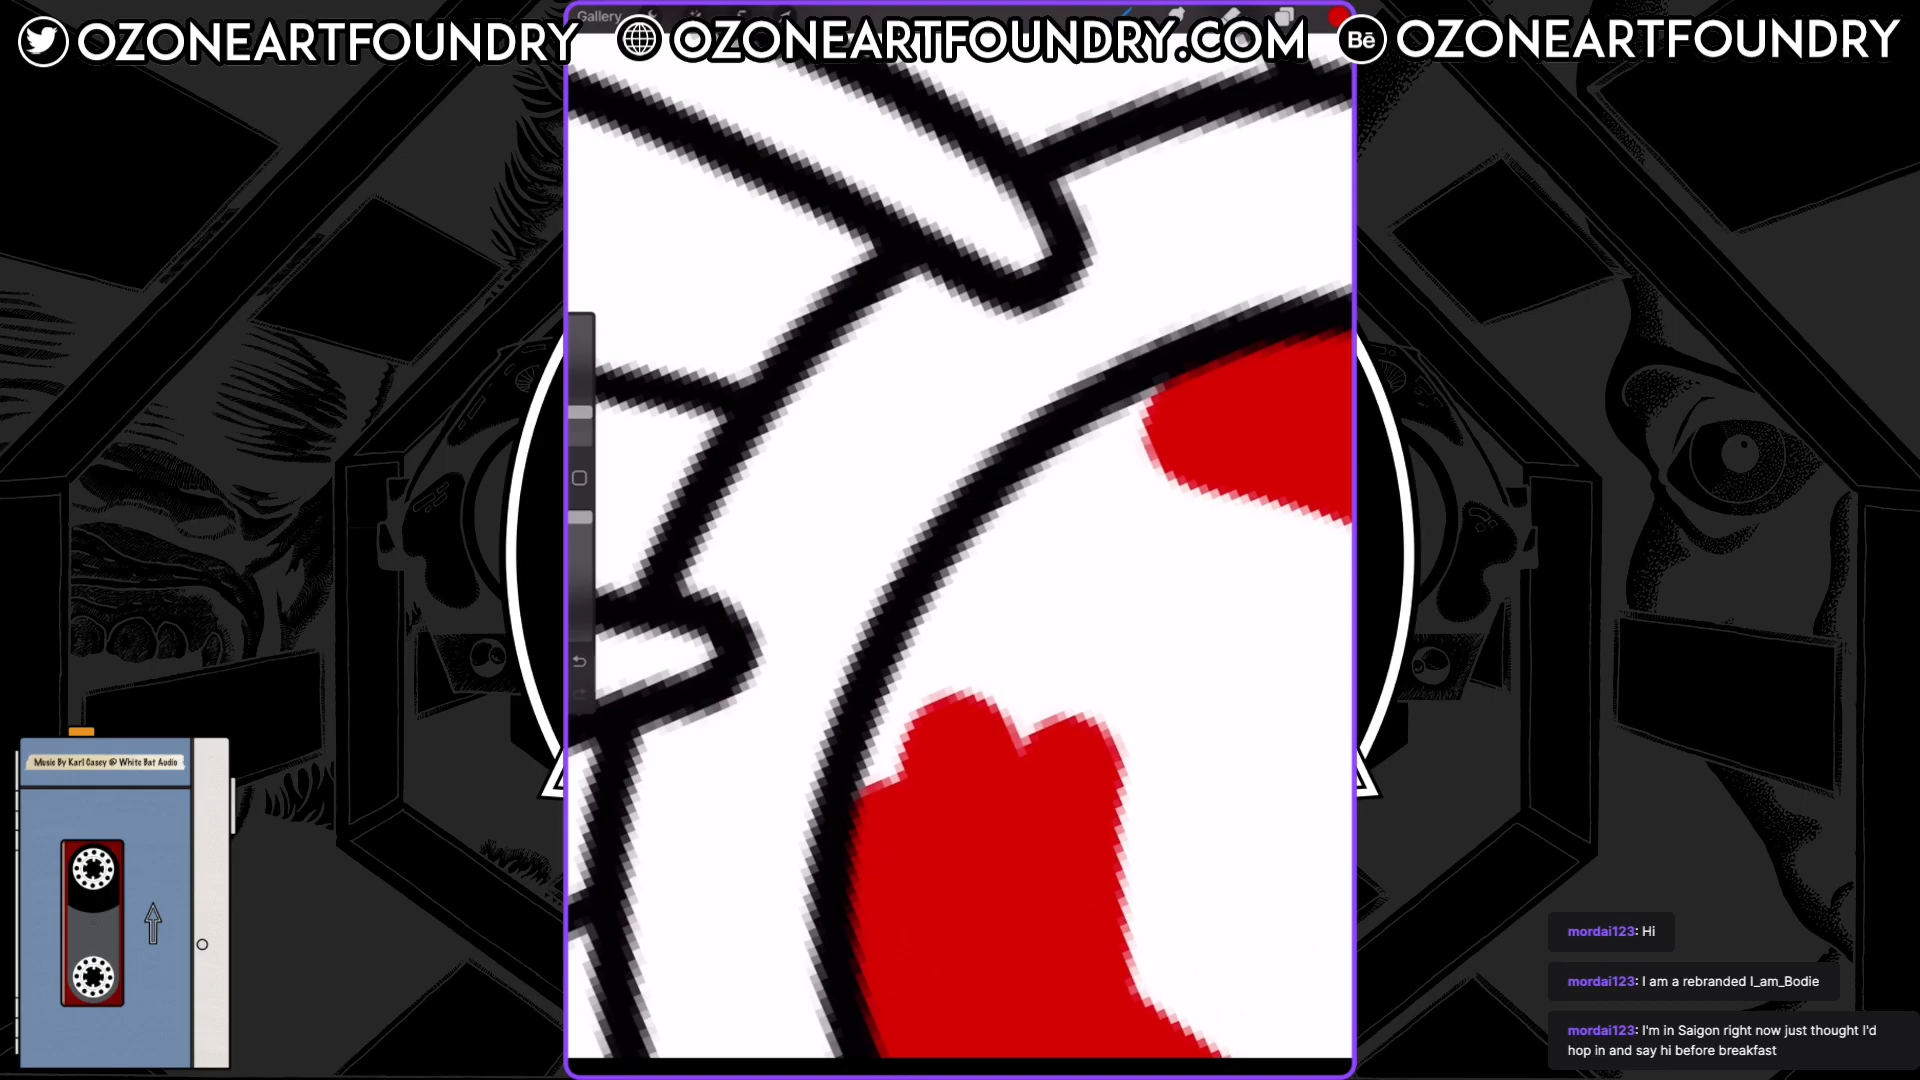 Gallery
OZONEARTFOUNDRY
OZONEARTFOUNDRY.COM
Bē
OZONEARTFOUNDRY
Music By Karl Casey @ White Bat Audio
mordai123: Hi
mordai123: I am a rebranded I_am_Bodie
mordai123: I'm in Saigon right now just thought I'd
hop in and say hi before breakfast